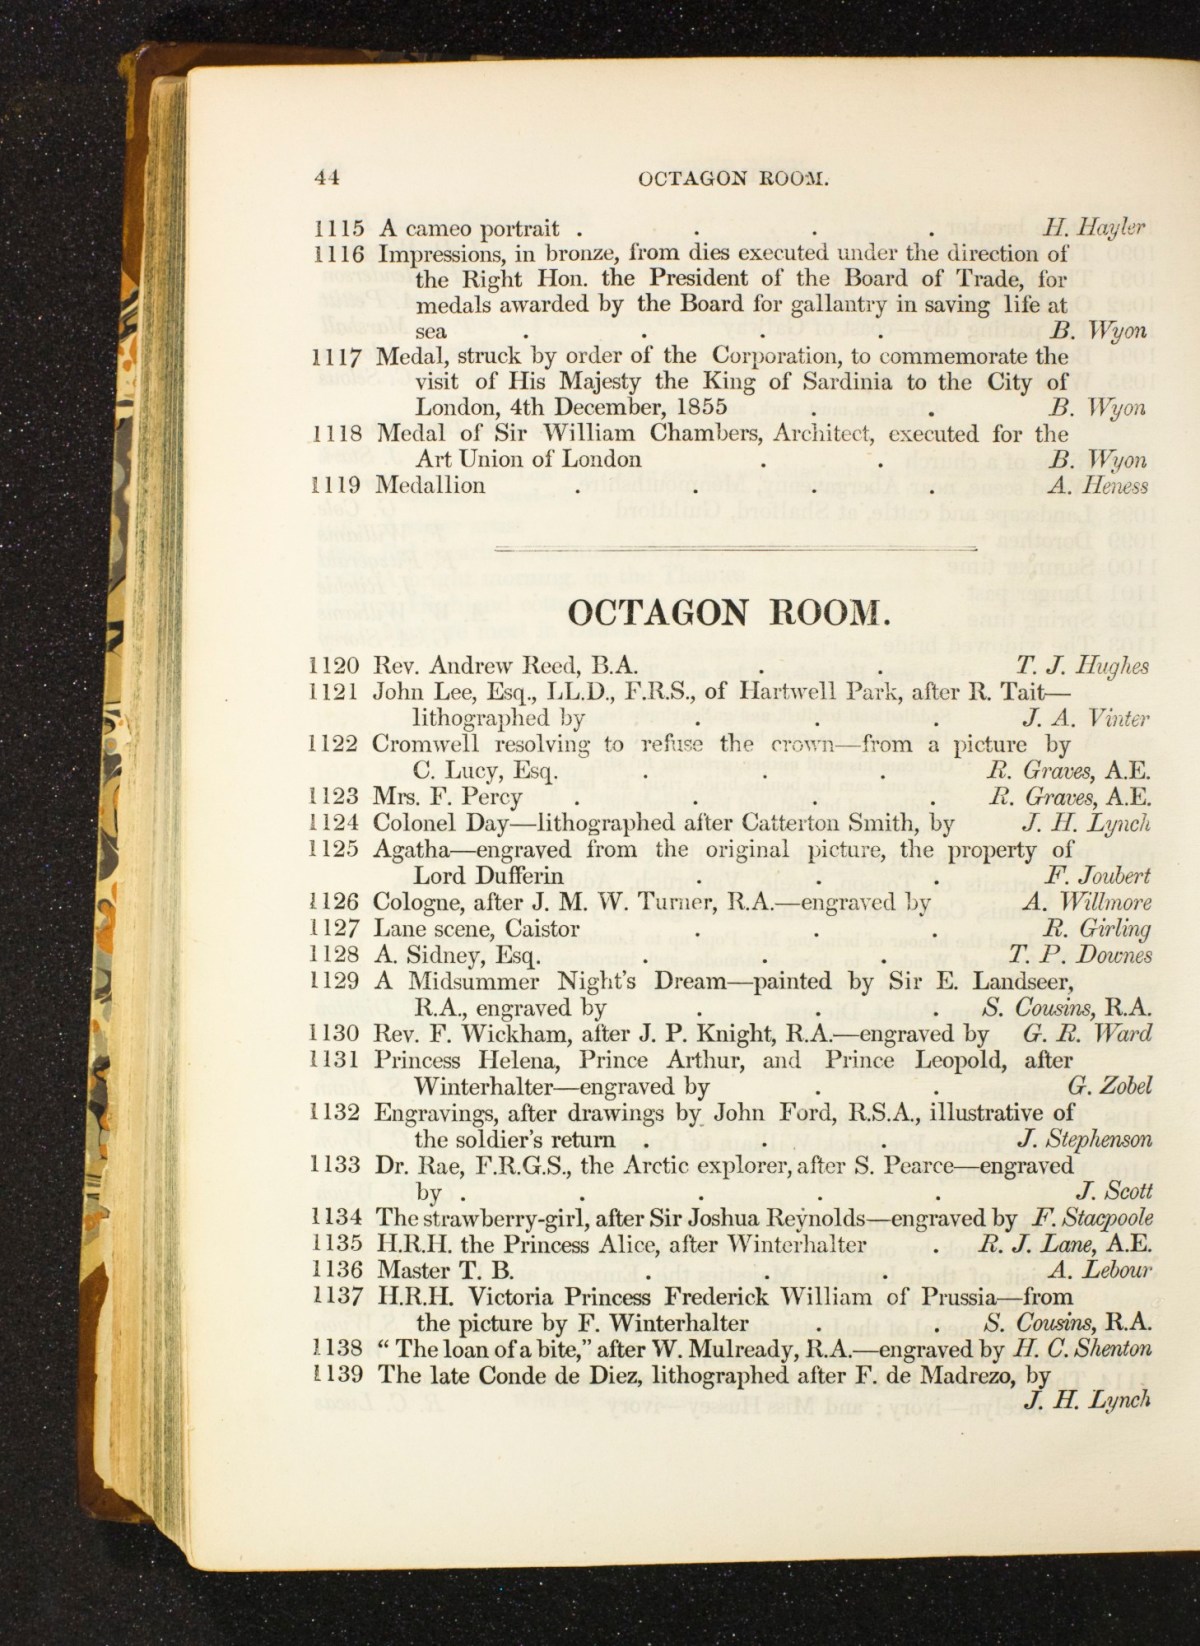 44 OCTAGON ROOM.
1115 A cameo portrait . . . . H. Hayler
1116 Impressions, in bronze, from dies executed under the direction of
the Right Hon. the President of the Board of Trade, for
medals awarded by the Board for gallantry in saving life at
sea . . . . B. Wyon
1117 Medal, struck by order of the Corporation, to commemorate the
visit of His Majesty the King of Sardinia to the City of
London, 4th December, 1855 . . B. Wyon
1118 Medal of Sir William Chambers, Architect, executed for the
Art Union of London . . B. Wyon
1119 Medallion . . . . A. Heness
OCTAGON ROOM.
1120 Rev. Andrew Reed, B.A. . . T. J. Hughes
1121 John Lee, Esq., LL.D., F.R.S., of Hartwell Park, after R. Tait—
lithographed by . . . J. A. Vinter
1122 Cromwell resolving to refuse the crown—from a picture by
C. Lucy, Esq. . . . R. Graves, A.E.
1123 Mrs. F. Percy . . . . R. Graves, A.E.
1124 Colonel Day—lithographed after Catterton Smith, by J. H. Lynch
1125 Agatha—engraved from the original picture, the property of
Lord Dufferin . . . F. Joubert
1126 Cologne, after J. M. W. Turner, R.A.—engraved by A. Willmore
1127 Lane scene, Caistor . . . R. Girling
1128 A. Sidney, Esq. . . . T. P. Downes
1129 A Midsummer Night's Dream—painted by Sir E. Landseer,
R.A., engraved by . . . S. Cousins, R.A.
1130 Rev. F. Wickham, after J. P. Knight, R.A.—engraved by G. R. Ward
1131 Princess Helena, Prince Arthur, and Prince Leopold, after
Winterhalter—engraved by . . G. Zobel
1132 Engravings, after drawings by John Ford, R.S.A., illustrative of
the soldier's return . . . J. Stephenson
1133 Dr. Rae, F.R.G.S., the Arctic explorer, after S. Pearce—engraved
by . . . . . J. Scott
1134 The strawberry-girl, after Sir Joshua Reynolds—engraved by F. Stacpoole
1135 H.R.H. the Princess Alice, after Winterhalter . R. J. Lane, A.E.
1136 Master T. B. . . . A. Lebour
1137 H.R.H. Victoria Princess Frederick William of Prussia—from
the picture by F. Winterhalter . . S. Cousins, R.A.
1138 “ The loan of a bite,” after W. Mulready, R.A.—engraved by H. C. Shenton
1139 The late Conde de Diez, lithographed after F. de Madrezo, by
J. H. Lynch